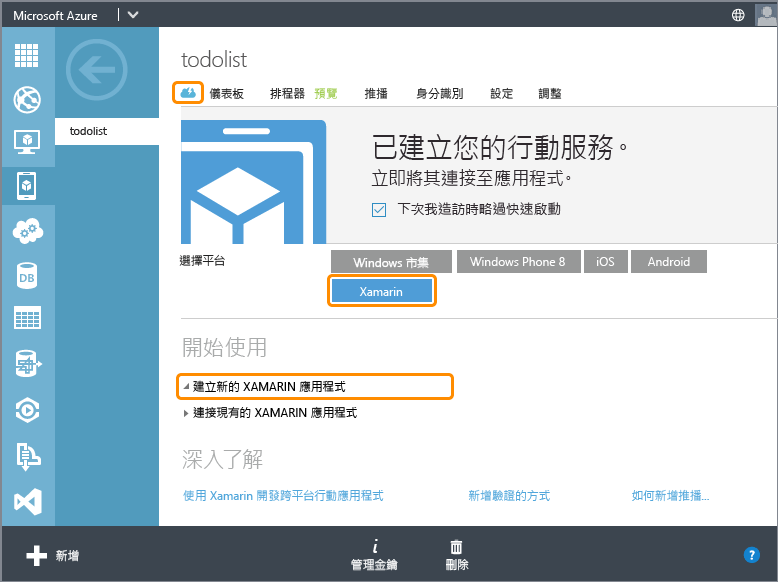 Microsoft Azure
todolist
todolist
儀表板 排程器 預覽 推播 身分識別 設定 調整
已建立您的行動服務。
立即將其連接至應用程式。
下次我造訪時略過快速啟動
選擇平台
Windows 市集 Windows Phone 8 iOS Android
Xamarin
開始使用
建立新的 XAMARIN 應用程式
連接現有的 XAMARIN 應用程式
深入了解
使用 Xamarin 開發跨平台行動應用程式 新增驗證的方式 如何新增推播...
DB
新增
管理金鑰
刪除
?